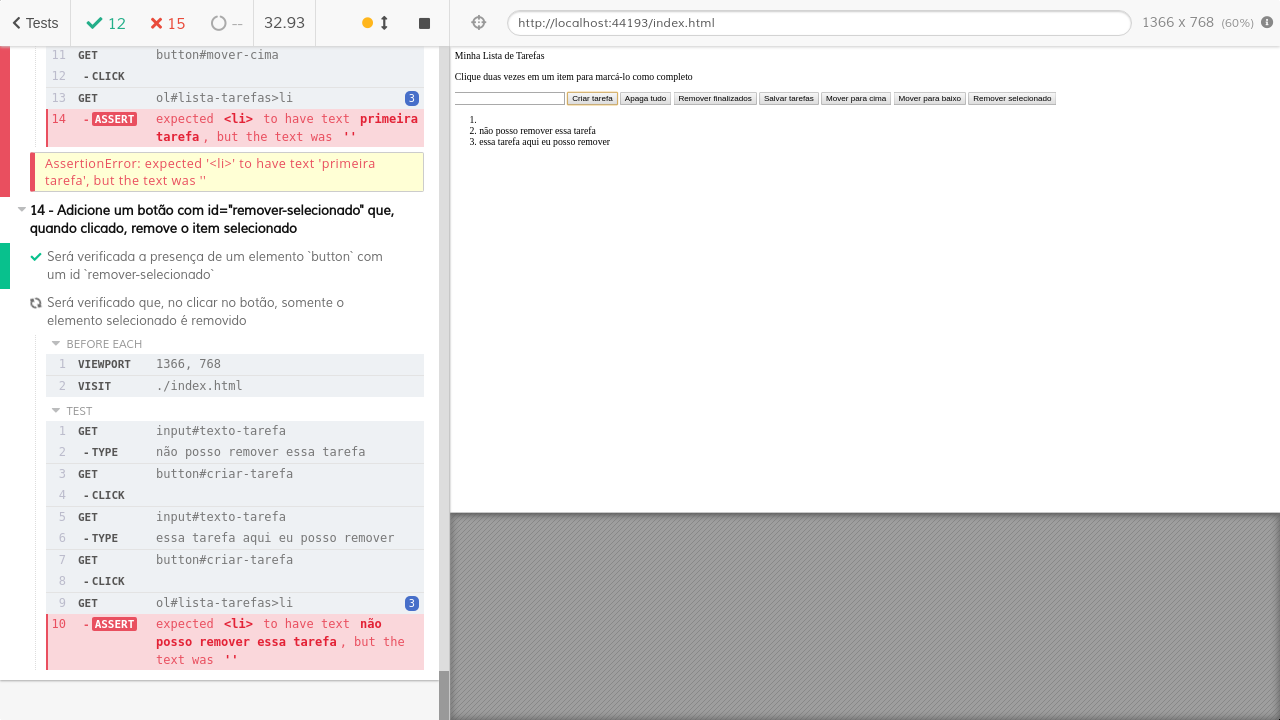 Tests
12
15
--
32.93
http://localhost:44193/index.html
1366 x 768 (60%)
11 GET button#mover-cima
12 -CLICK
13 GET ol#lista-tarefas>li 3
14 -ASSERT expected <li> to have text primeira
tarefa, but the text was ''
AssertionError: expected '<li>' to have text 'primeira
tarefa', but the text was ''
14 - Adicione um botão com id="remover-selecionado" que,
quando clicado, remove o item selecionado
Será verificada a presença de um elemento `button` com
um id `remover-selecionado`
Será verificado que, no clicar no botão, somente o
elemento selecionado é removido
BEFORE EACH
1 VIEWPORT 1366, 768
2 VISIT ./index.html
TEST
1 GET input#texto-tarefa
2 -TYPE não posso remover essa tarefa
3 GET button#criar-tarefa
4 -CLICK
5 GET input#texto-tarefa
6 -TYPE essa tarefa aqui eu posso remover
7 GET button#criar-tarefa
8 -CLICK
9 GET ol#lista-tarefas>li 3
10 -ASSERT expected <li> to have text não
posso remover essa tarefa, but the
text was ''
Minha Lista de Tarefas
Clique duas vezes em um item para marcá-lo como completo
Criar tarefa Apaga tudo Remover finalizados Salvar tarefas Mover para cima Mover para baixo Remover selecionado
1.
2. não posso remover essa tarefa
3. essa tarefa aqui eu posso remover